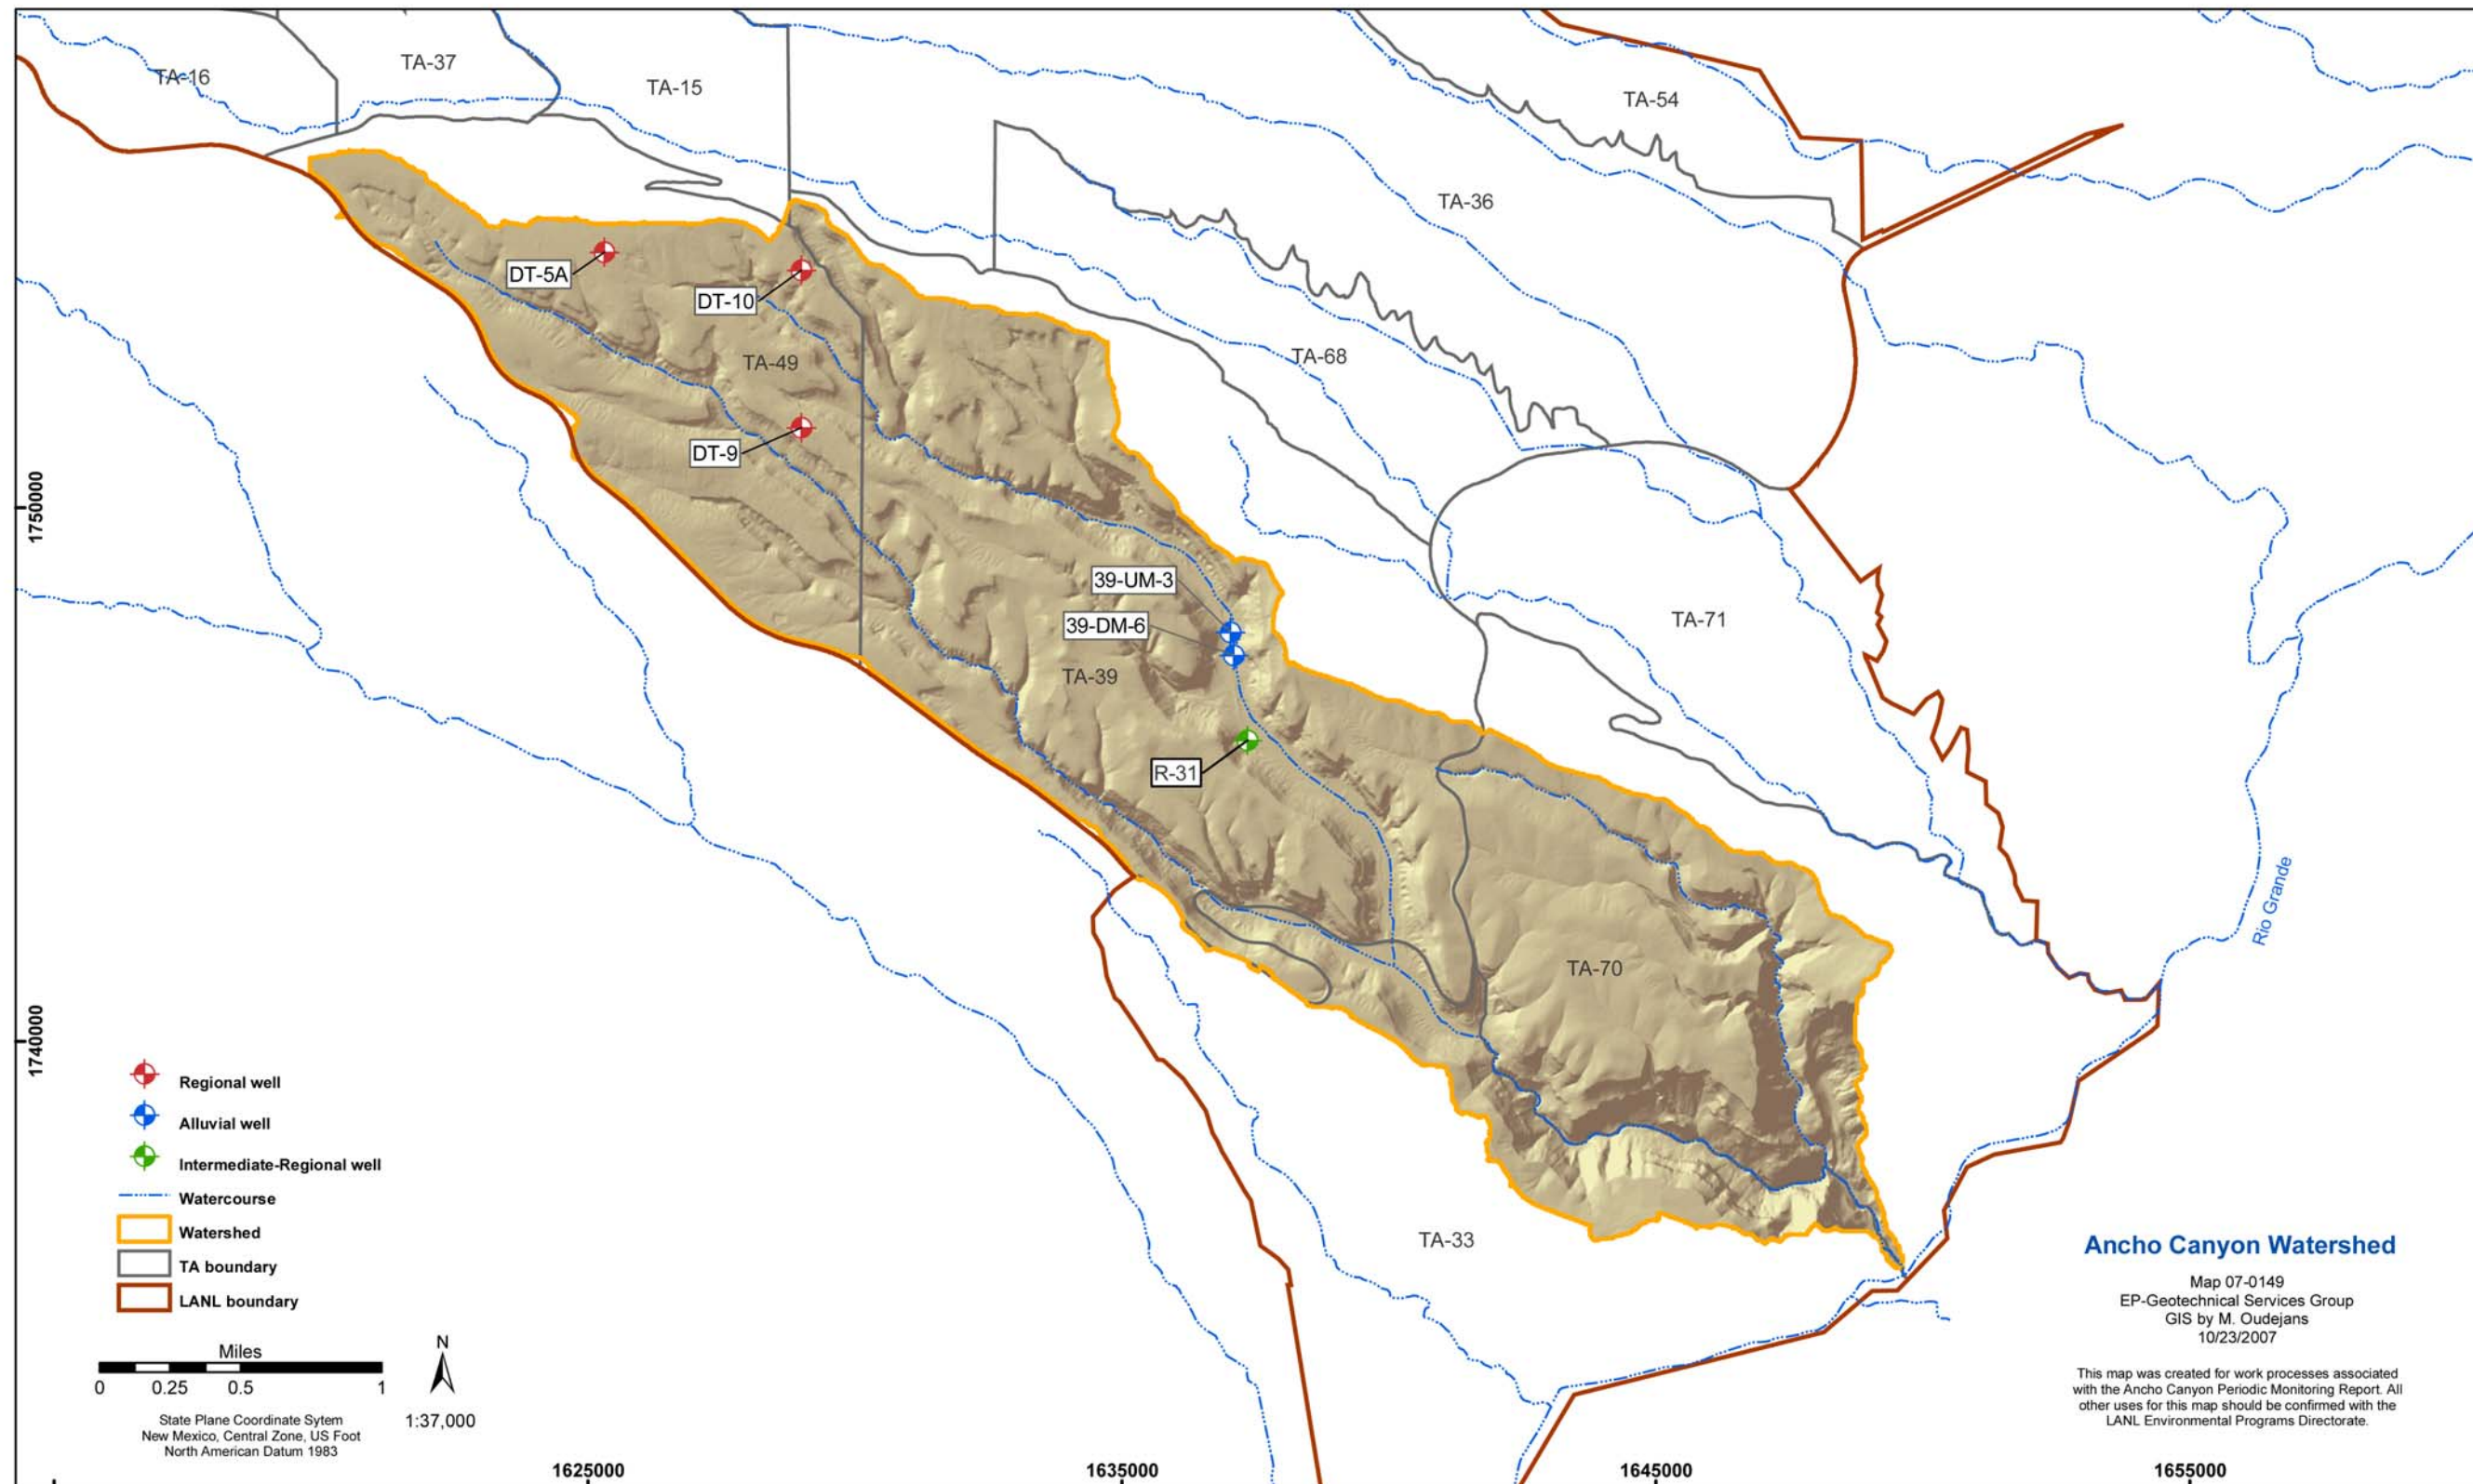 TA-16
TA-37
TA-15
TA-54
TA-36
DT-5A
DT-10
TA-49
TA-68
DT-9
1750000
39-UM-3
39-DM-6
TA-71
TA-39
R-31
Rio Grande
TA-70
1740000
TA-33
Regional well
Alluvial well
Intermediate-Regional well
Watercourse
Watershed
TA boundary
LANL boundary
Miles
0 0.25 0.5 1
N
1:37,000
State Plane Coordinate Sytem
New Mexico, Central Zone, US Foot
North American Datum 1983
Ancho Canyon Watershed
Map 07-0149
EP-Geotechnical Services Group
GIS by M. Oudejans
10/23/2007
This map was created for work processes associated
with the Ancho Canyon Periodic Monitoring Report. All
other uses for this map should be confirmed with the
LANL Environmental Programs Directorate.
1625000 1635000 1645000 1655000